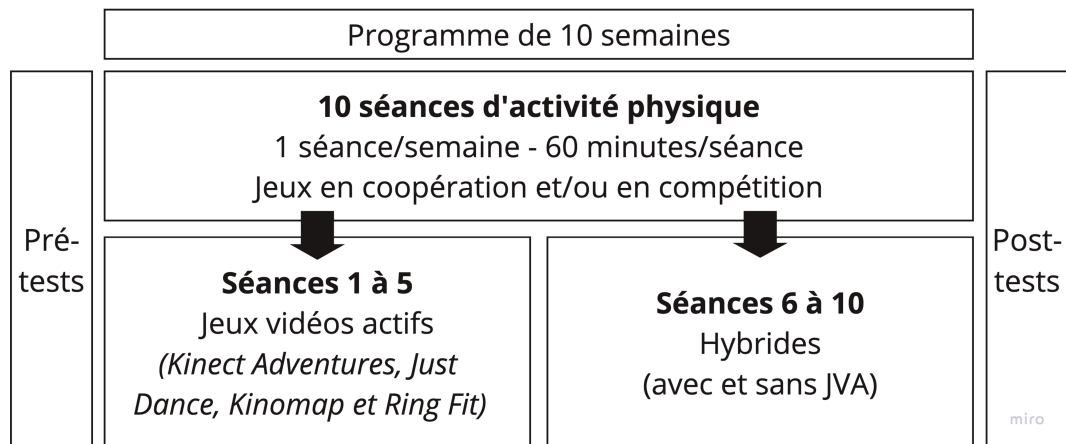 Programme de 10 semaines
Pré-
tests
10 séances d'activité physique
1 séance/semaine - 60 minutes/séance
Jeux en coopération et/ou en compétition
Séances 1 à 5
Jeux vidéos actifs
(Kinect Adventures, Just
Dance, Kinomap et Ring Fit)
Séances 6 à 10
Hybrides
(avec et sans JVA)
Post-
tests
miro